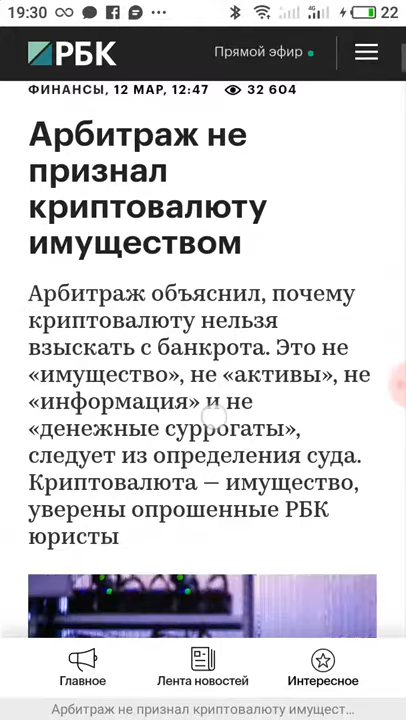 19:30 22
РБК
Прямой эфир
ФИНАНСЫ, 12 МАР, 12:47 32 604
Арбитраж не
признал
криптовалюту
имуществом
Арбитраж объяснил, почему
криптовалюту нельзя
взыскать с банкрота. Это не
«имущество», не «активы», не
«информация» и не
«денежные суррогаты»,
следует из определения суда.
Криптовалюта — имущество,
уверены опрошенные РБК
юристы
Главное Лента новостей Интересное
Арбитраж не признал криптовалюту имущест...